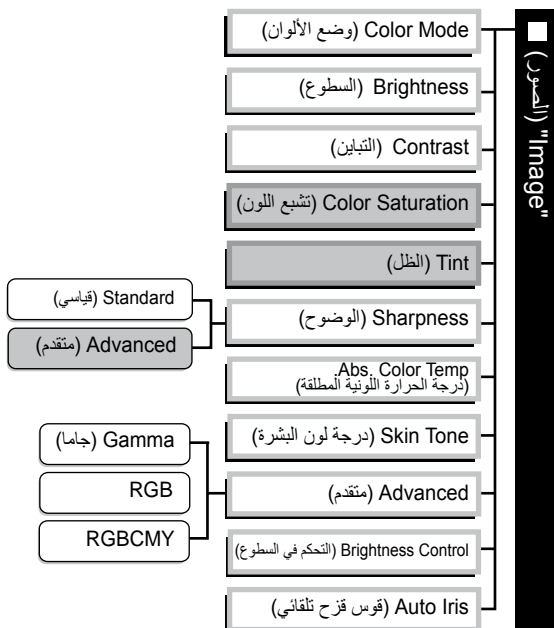 ■ "Image" (الصور)
Color Mode (وضع الألوان)
Brightness (السطوع)
Contrast (التباين)
Color Saturation (تشبع اللون)
Tint (الظل)
Sharpness (الوضوح)
Standard (قياسي)
Advanced (متقدم)
Abs. Color Temp.
(درجة الحرارة اللونية المطلقة)
Skin Tone (درجة لون البشرة)
Advanced (متقدم)
Gamma (جاما)
RGB
RGBCMY
Brightness Control (التحكم في السطوع)
Auto Iris (قوس قزح تلقائي)